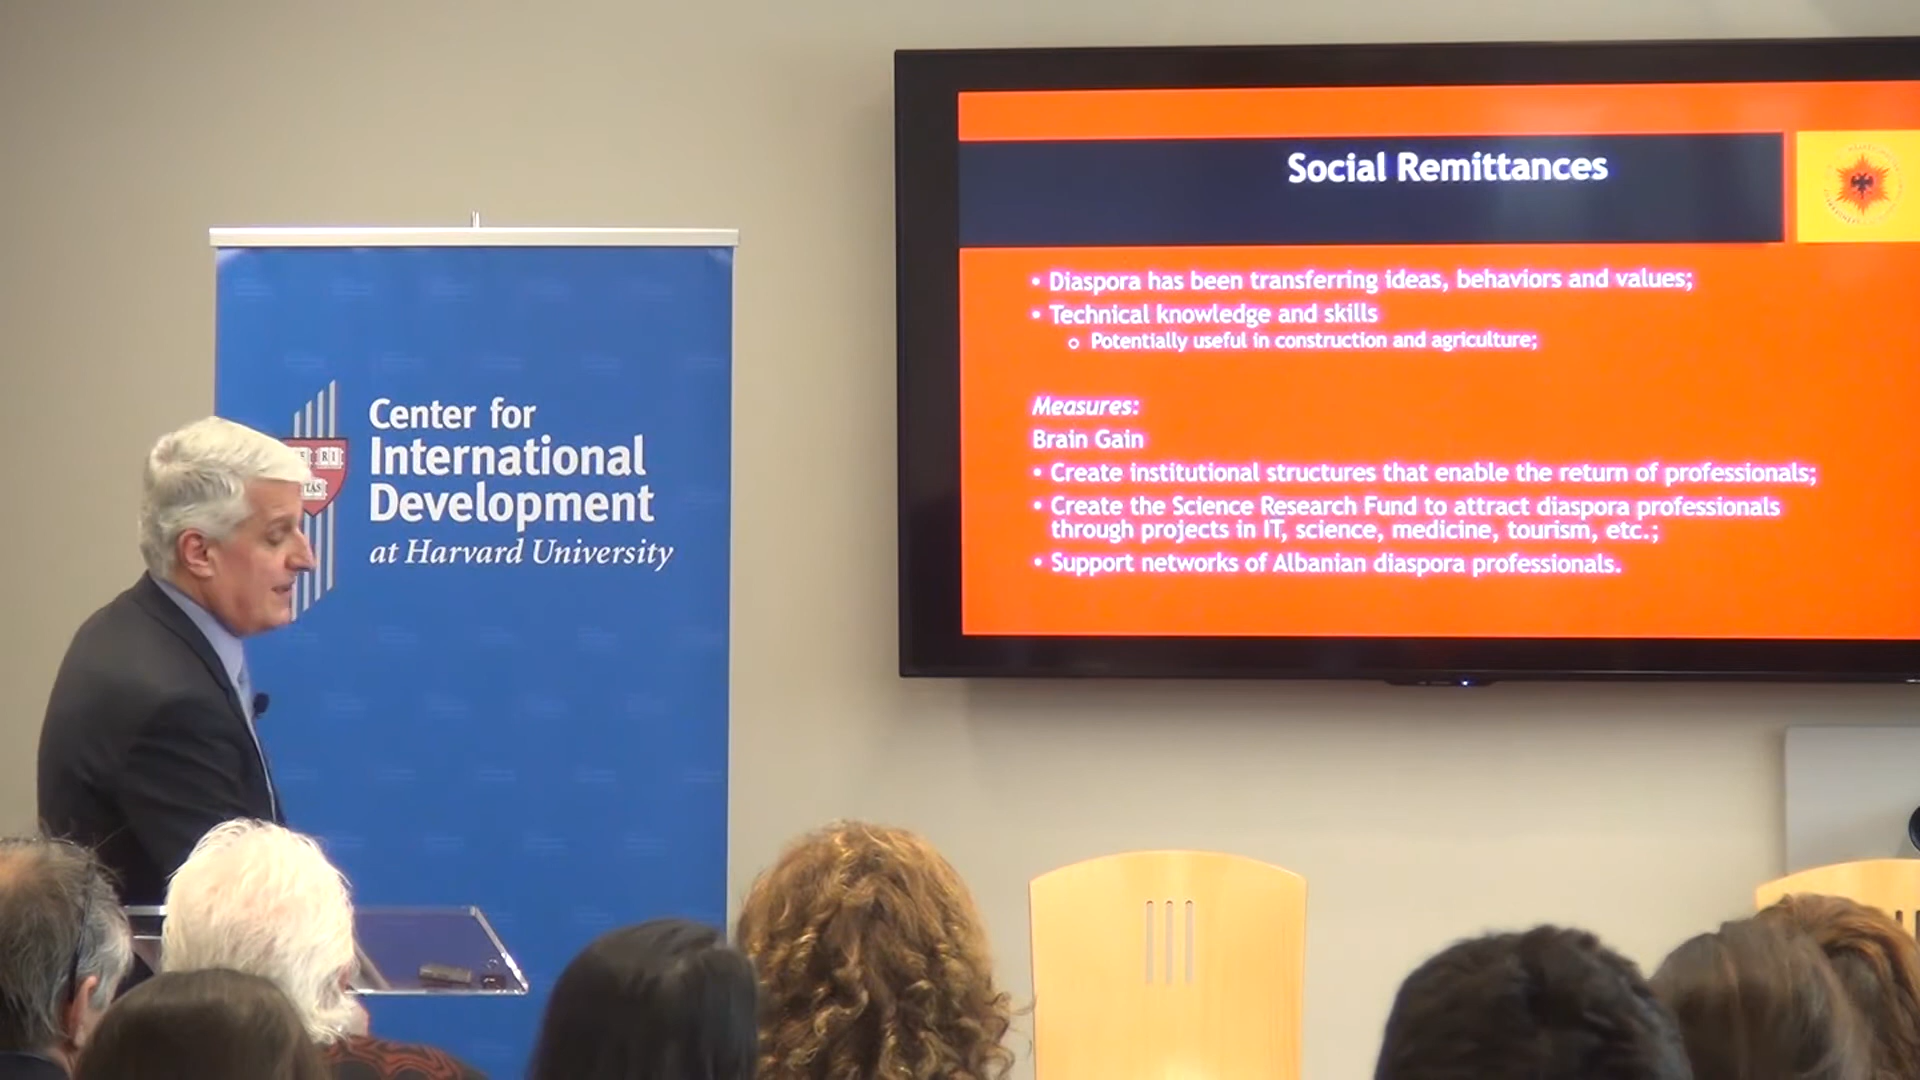 Center for
International
Development
at Harvard University
Social Remittances
• Diaspora has been transferring ideas, behaviors and values;
• Technical knowledge and skills
o Potentially useful in construction and agriculture;
Measures:
Brain Gain
• Create institutional structures that enable the return of professionals;
• Create the Science Research Fund to attract diaspora professionals
through projects in IT, science, medicine, tourism, etc.;
• Support networks of Albanian diaspora professionals.